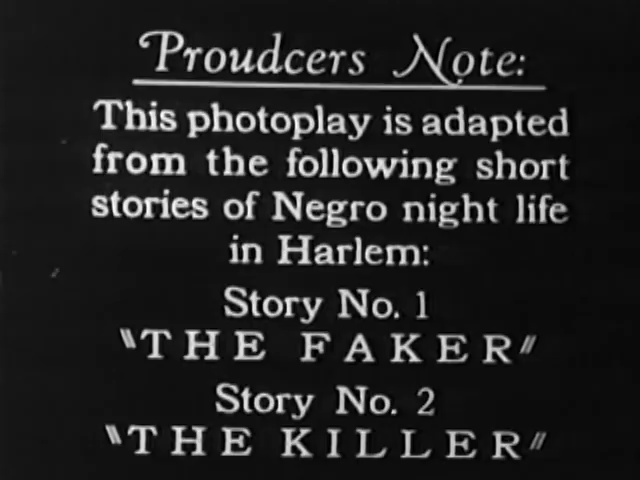 Proudcers Note:
This photoplay is adapted
from the following short
stories of Negro night life
in Harlem:
Story No. 1
"THE FAKER"
Story No. 2
"THE KILLER"